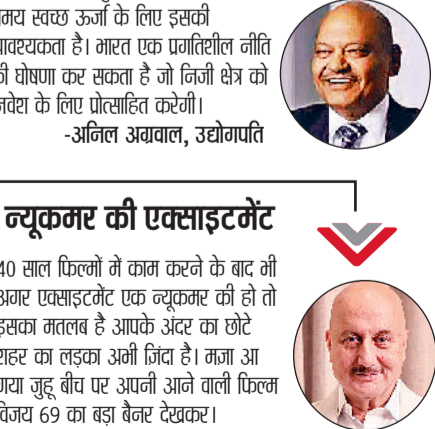 समय स्वच्छ ऊर्जा के लिए इसकी
आवश्यकता है। भारत एक प्रगतिशील नीति
की घोषणा कर सकता है जो निजी क्षेत्र को
निवेश के लिए प्रोत्साहित करेगी।
-अनिल अग्रवाल, उद्योगपति
न्यूकमर की एक्साइटमेंट
40 साल फिल्मों में काम करने के बाद भी
अगर एक्साइटमेंट एक न्यूकमर की हो तो
इसका मतलब है आपके अंदर का छोटे
शहर का लड़का अभी ज़िंदा है। मज़ा आ
गया जुहू बीच पर अपनी आने वाली फिल्म
विजय 69 का बड़ा बैनर देखकर।